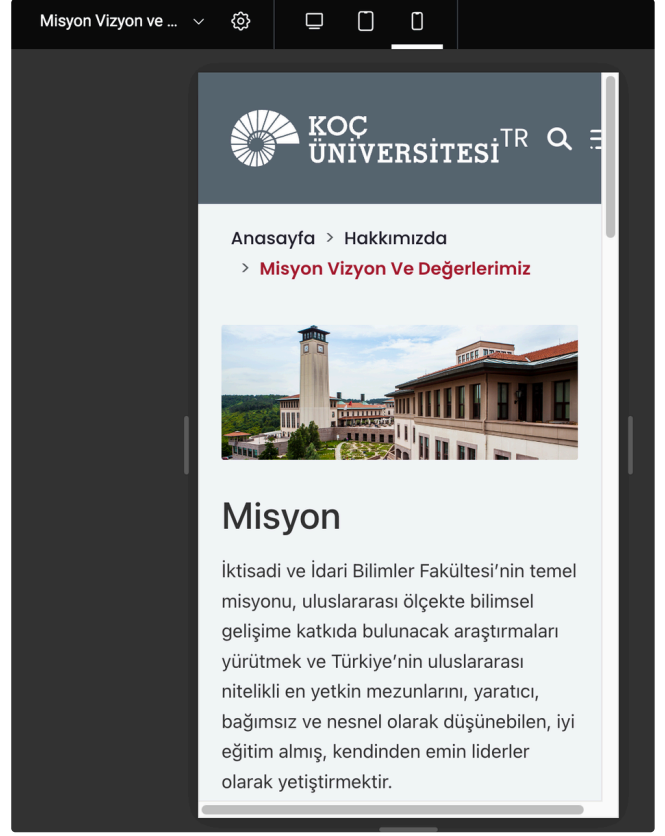 Misyon Vizyon ve ...
KOÇ
ÜNİVERSİTESİ
TR
Anasayfa > Hakkımızda
> Misyon Vizyon Ve Değerlerimiz
Misyon
İktisadi ve İdari Bilimler Fakültesi’nin temel
misyonu, uluslararası ölçekte bilimsel
gelişime katkıda bulunacak araştırmaları
yürütmek ve Türkiye’nin uluslararası
nitelikli en yetkin mezunlarını, yaratıcı,
bağımsız ve nesnel olarak düşünebilen, iyi
eğitim almış, kendinden emin liderler
olarak yetiştirmektir.